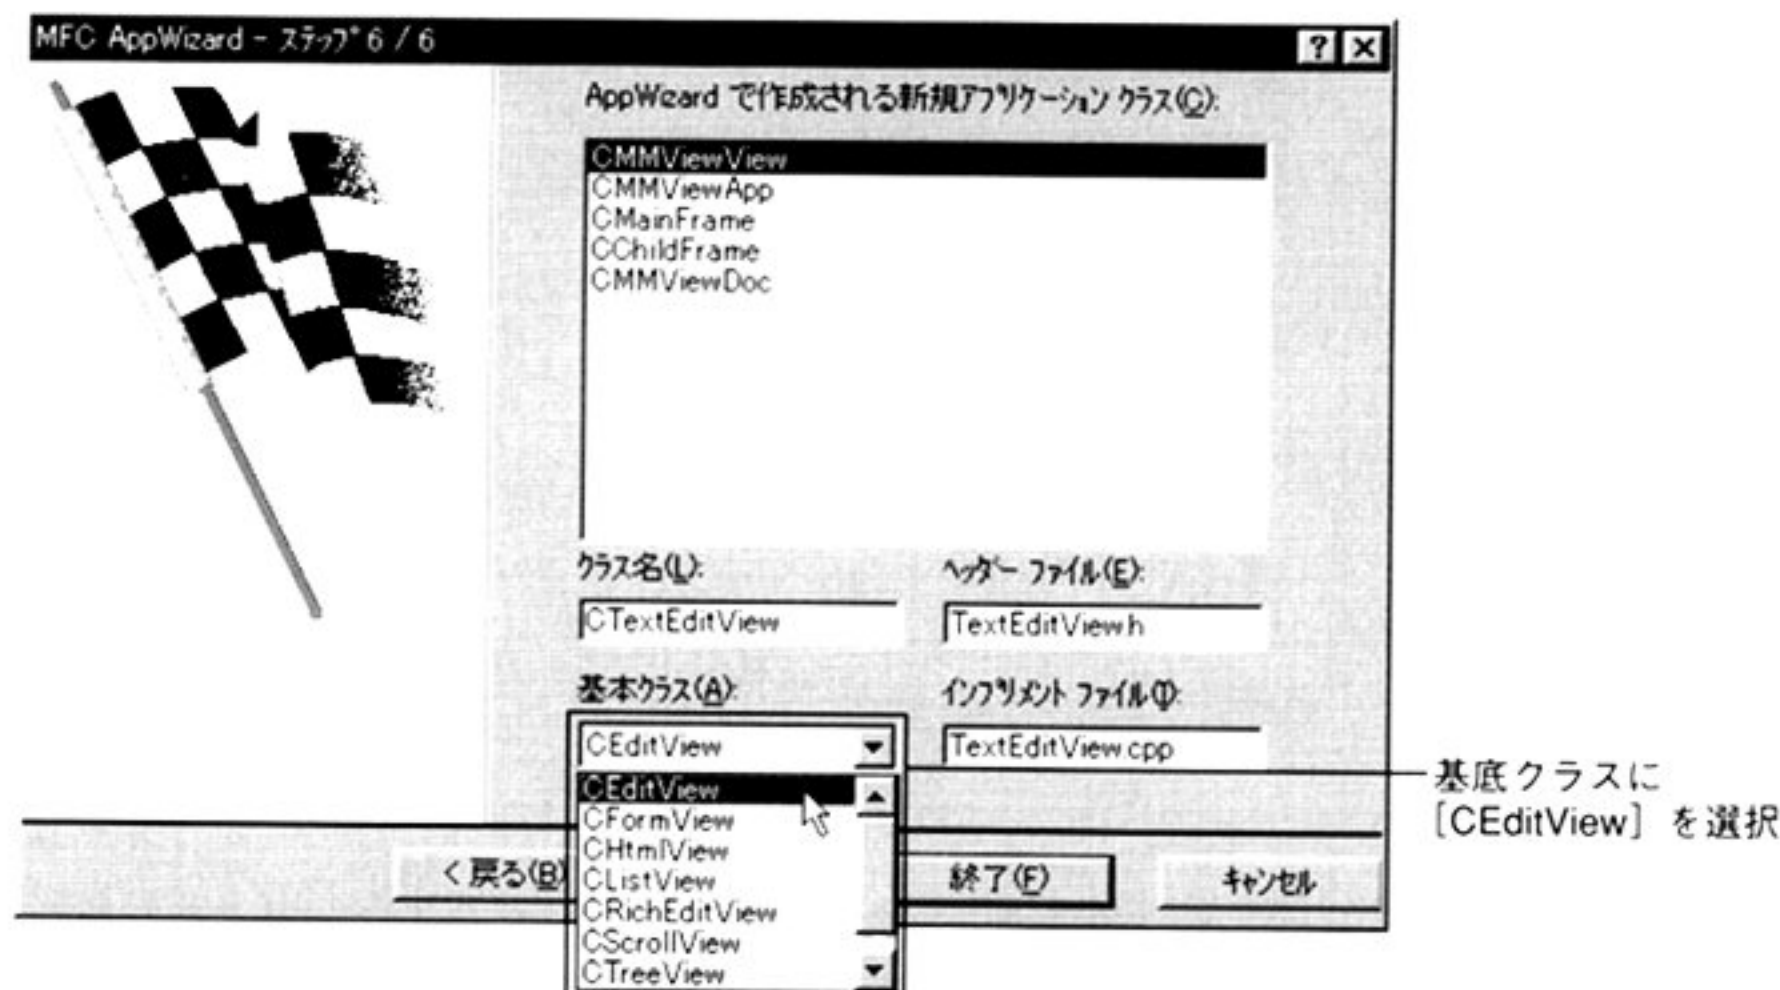 MFC AppWizard - ステップ 6 / 6
AppWizard で作成される新規アプリケーション クラス(C):
CMMViewView
CMMViewApp
CMainFrame
CChildFrame
CMMViewDoc
クラス名(L):
CTextEditView
ヘッダー ファイル(E):
TextEditView.h
基本クラス(A):
CEditView
インプリメント ファイル(I):
TextEditView.cpp
CEditView
CFormView
CHtmlView
CListView
CRichEditView
CScrollView
CTreeView
基底クラスに
［CEditView］を選択
< 戻る(B)
終了(F)
キャンセル